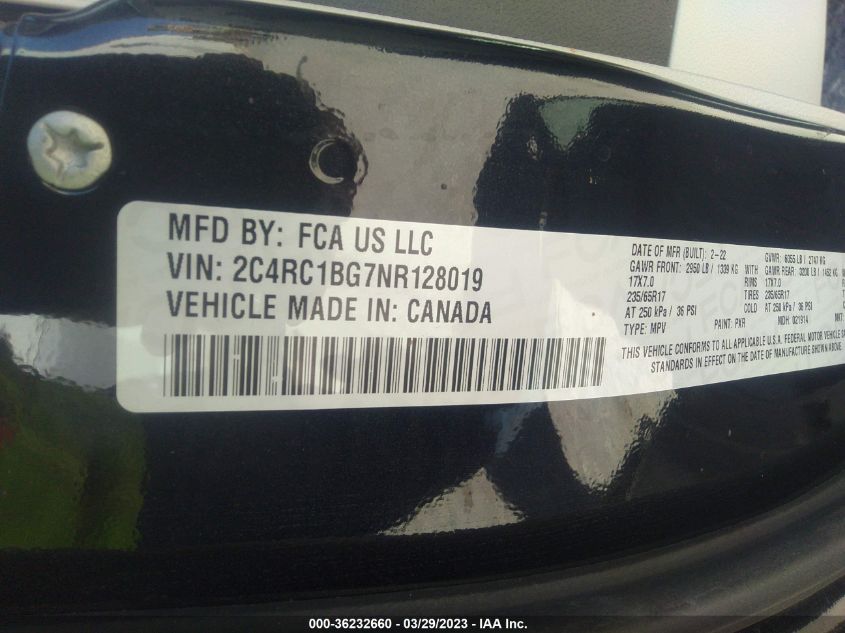 MFD BY: FCA US LLC
VIN: 2C4RC1BG7NR128019
VEHICLE MADE IN: CANADA
DATE OF MFR (BUILT): 2-22 GVWR: 6055 LB / 2747 KG
GAWR FRONT: 2950 LB / 1339 KG WITH GAWR REAR: 3200 LB / 1452 KG
17X7.0 RIMS 17X7.0
235/65R17 TIRES 235/65R17
AT 250 kPa / 36 PSI COLD AT 250 kPa / 36 PSI
TYPE: MPV PAINT: PXR MDH: 021914
THIS VEHICLE CONFORMS TO ALL APPLICABLE U.S.A. FEDERAL MOTOR VEHICLE
STANDARDS IN EFFECT ON THE DATE OF MANUFACTURE SHOWN ABOVE.
000-36232660 - 03/29/2023 - IAA Inc.